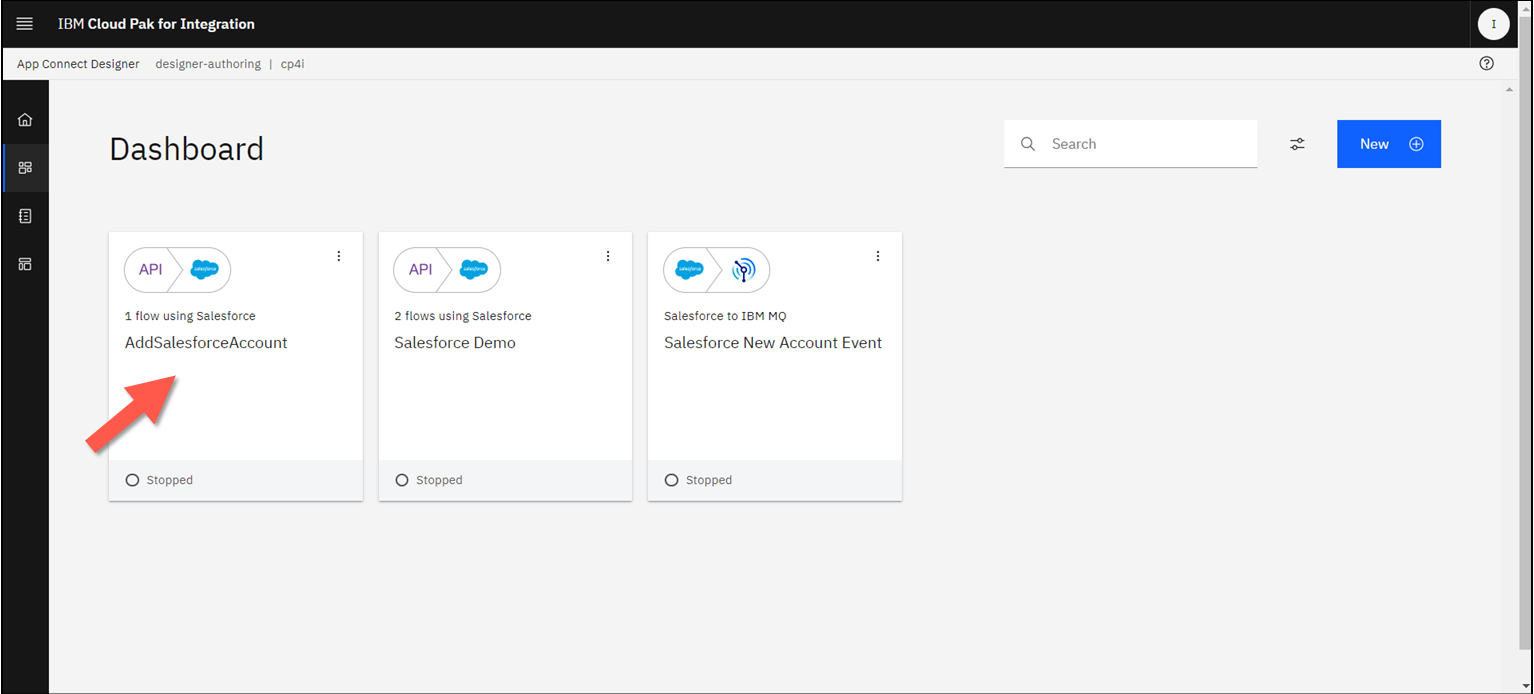 IBM Cloud Pak for Integration
I
App Connect Designer designer-authoring | cp4i
Dashboard
Search
New
API salesforce
1 flow using Salesforce
AddSalesforceAccount
Stopped
API salesforce
2 flows using Salesforce
Salesforce Demo
Stopped
salesforce
Salesforce to IBM MQ
Salesforce New Account Event
Stopped